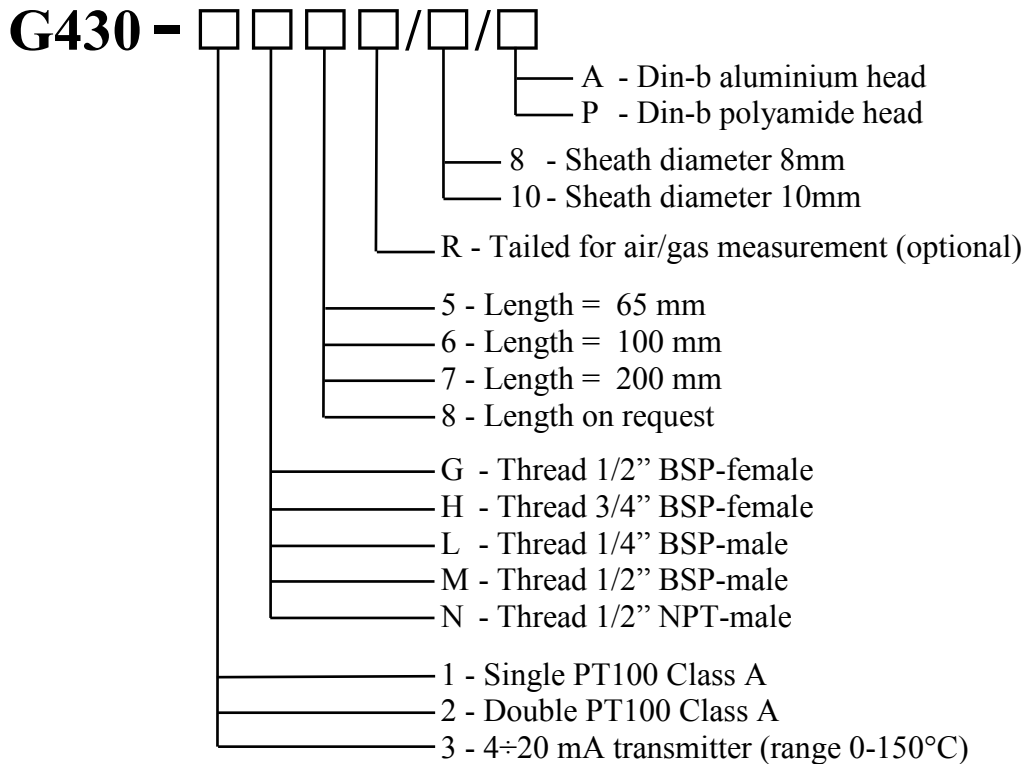 G430 - □ □ □ □ / □ / □
A - Din-b aluminium head
P - Din-b polyamide head
8 - Sheath diameter 8mm
10 - Sheath diameter 10mm
R - Tailed for air/gas measurement (optional)
5 - Length = 65 mm
6 - Length = 100 mm
7 - Length = 200 mm
8 - Length on request
G - Thread 1/2” BSP-female
H - Thread 3/4” BSP-female
L - Thread 1/4” BSP-male
M - Thread 1/2” BSP-male
N - Thread 1/2” NPT-male
1 - Single PT100 Class A
2 - Double PT100 Class A
3 - 4÷20 mA transmitter (range 0-150°C)